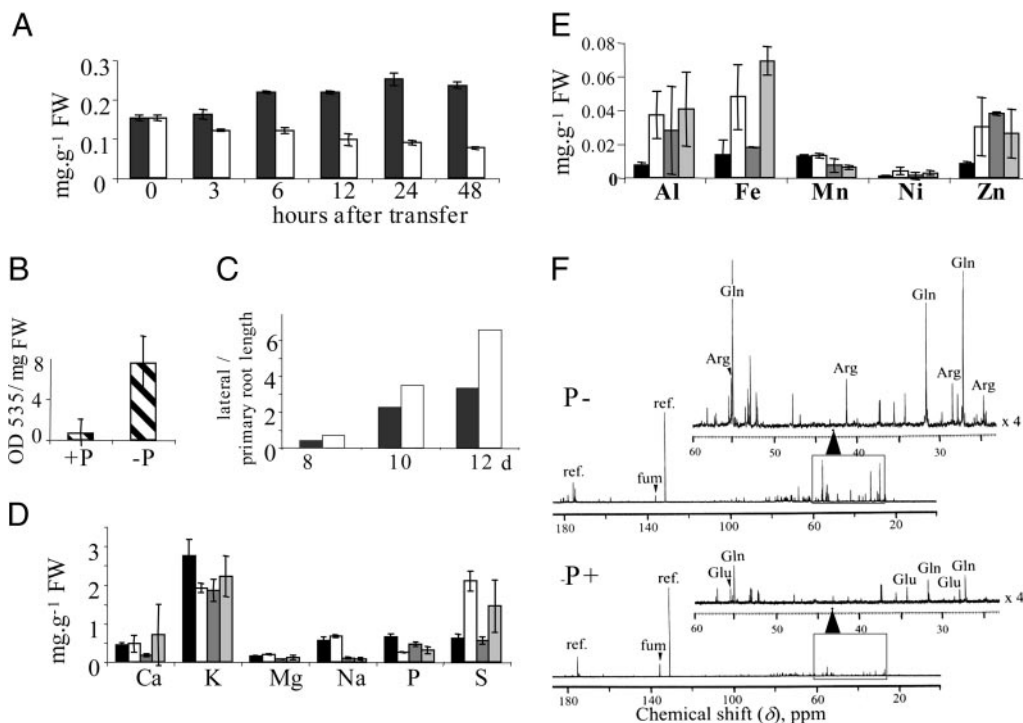 A
0.3
0.2
0.1
0
mg.g-1 FW
0 3 6 12 24 48
hours after transfer
B
8
4
0
OD 535/ mg FW
+P -P
C
6
4
2
0
lateral /
primary root length
8 10 12 d
D
3
2
1
0
mg.g-1 FW
Ca K Mg Na P S
E
0.08
0.06
0.04
0.02
0
mg.g-1 FW
Al Fe Mn Ni Zn
F
P-
Gln
Arg
Arg
Gln
Gln
Arg
Arg
x 4
60 50 40 30
ref.
fum
ref.
180 140 100 60 20
P+
Glu
Gln
Glu
Gln
Glu
Gln
x 4
60 50 40 30
ref.
fum
ref.
180 140 100 60 20
Chemical shift (δ), ppm